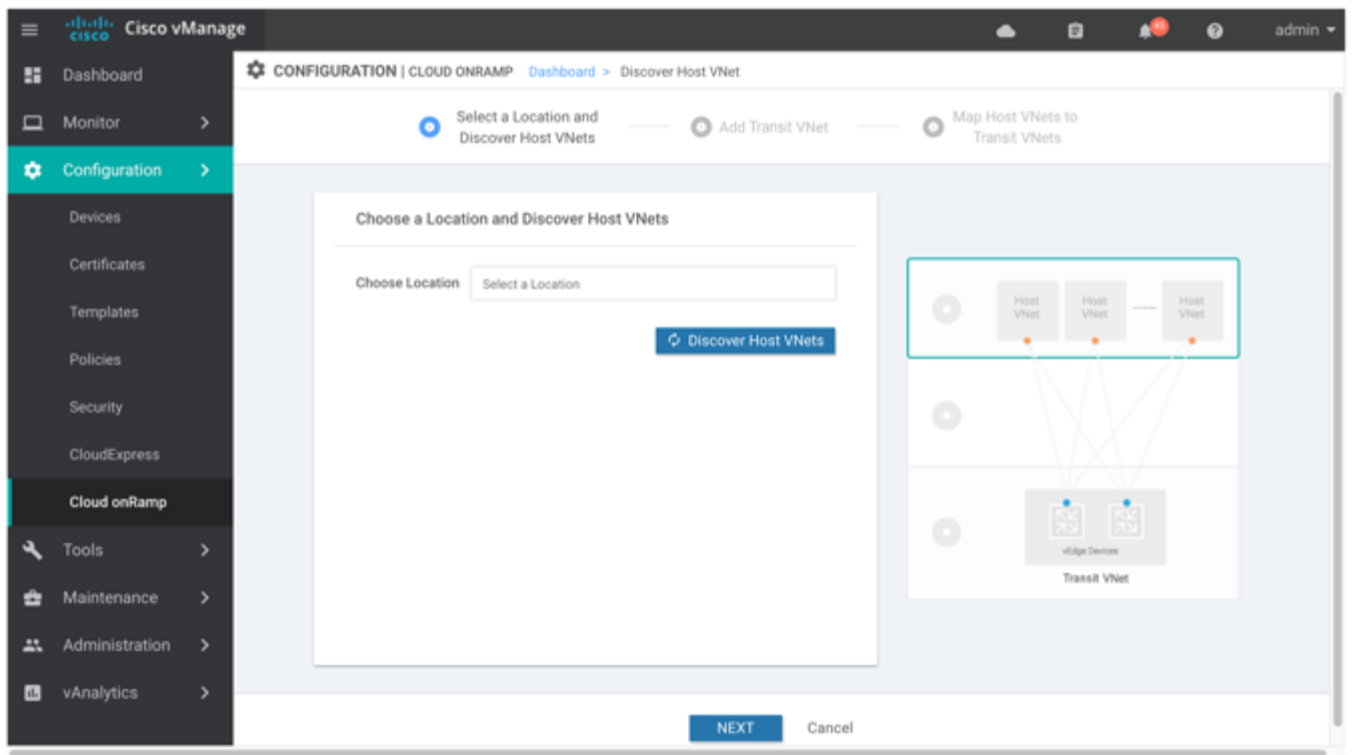 cisco Cisco vManage
45
admin
Dashboard
CONFIGURATION | CLOUD ONRAMP Dashboard > Discover Host VNet
Monitor
Configuration
Devices
Certificates
Templates
Policies
Security
CloudExpress
Cloud onRamp
Tools
Maintenance
Administration
vAnalytics
Select a Location and
Discover Host VNets
Add Transit VNet
Map Host VNets to
Transit VNets
Choose a Location and Discover Host VNets
Choose Location Select a Location
Discover Host VNets
Host
VNet
Host
VNet
Host
VNet
vEdge Devices
Transit VNet
NEXT Cancel